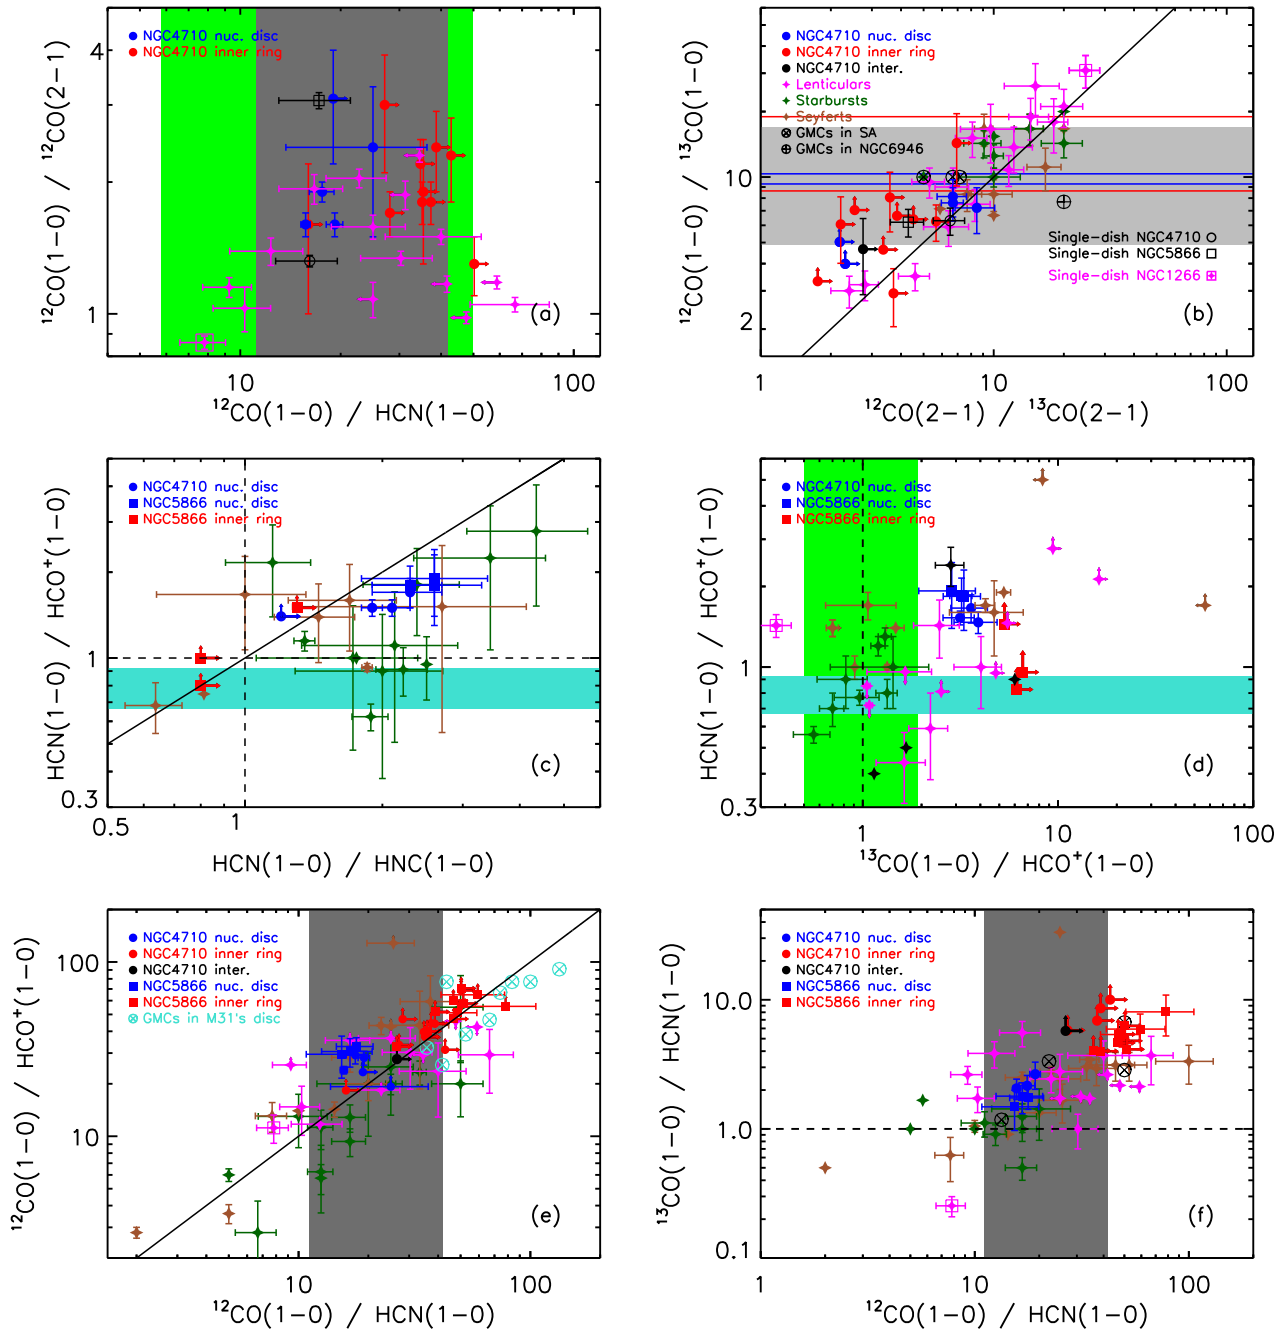 ¹²CO(1−0) / ¹²CO(2−1)
4
1
NGC4710 nuc. disc
NGC4710 inner ring
(a)
10
100
¹²CO(1−0) / HCN(1−0)
¹²CO(1−0) / ¹³CO(1−0)
10
2
NGC4710 nuc. disc
NGC4710 inner ring
NGC4710 inter.
Lenticulars
Starbursts
Seyferts
GMCs in SA
GMCs in NGC6946
Single−dish NGC4710
Single−dish NGC5866
Single−dish NGC1266
(b)
1
10
100
¹²CO(2−1) / ¹³CO(2−1)
HCN(1−0) / HCO⁺(1−0)
1
0.3
NGC4710 nuc. disc
NGC5866 nuc. disc
NGC5866 inner ring
(c)
0.5
1
HCN(1−0) / HNC(1−0)
HCN(1−0) / HCO⁺(1−0)
1
0.3
NGC4710 nuc. disc
NGC5866 nuc. disc
NGC5866 inner ring
(d)
1
10
100
¹³CO(1−0) / HCO⁺(1−0)
¹²CO(1−0) / HCO⁺(1−0)
100
10
NGC4710 nuc. disc
NGC4710 inner ring
NGC4710 inter.
NGC5866 nuc. disc
NGC5866 inner ring
GMCs in M31's disc
(e)
10
100
¹²CO(1−0) / HCN(1−0)
¹³CO(1−0) / HCN(1−0)
10.0
1.0
0.1
NGC4710 nuc. disc
NGC4710 inner ring
NGC4710 inter.
NGC5866 nuc. disc
NGC5866 inner ring
(f)
1
10
100
¹²CO(1−0) / HCN(1−0)